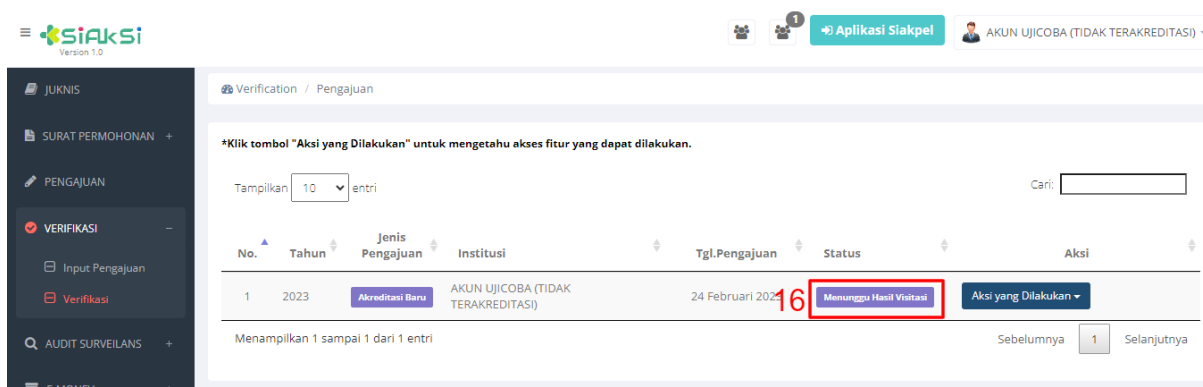 SiAkSi
Version 1.0
1
Aplikasi Siakpel
AKUN UJICOBA (TIDAK TERAKREDITASI)
JUKNIS
Verification / Pengajuan
SURAT PERMOHONAN +
*Klik tombol "Aksi yang Dilakukan" untuk mengetahu akses fitur yang dapat dilakukan.
PENGAJUAN
Tampilkan 10 entri
Cari:
VERIFIKASI −
Input Pengajuan
Verifikasi
No. Tahun Jenis Pengajuan Institusi Tgl.Pengajuan Status Aksi
1 2023 Akreditasi Baru AKUN UJICOBA (TIDAK TERAKREDITASI) 24 Februari 2023 16 Menunggu Hasil Visitasi Aksi yang Dilakukan
AUDIT SURVEILANS +
Menampilkan 1 sampai 1 dari 1 entri
Sebelumnya 1 Selanjutnya